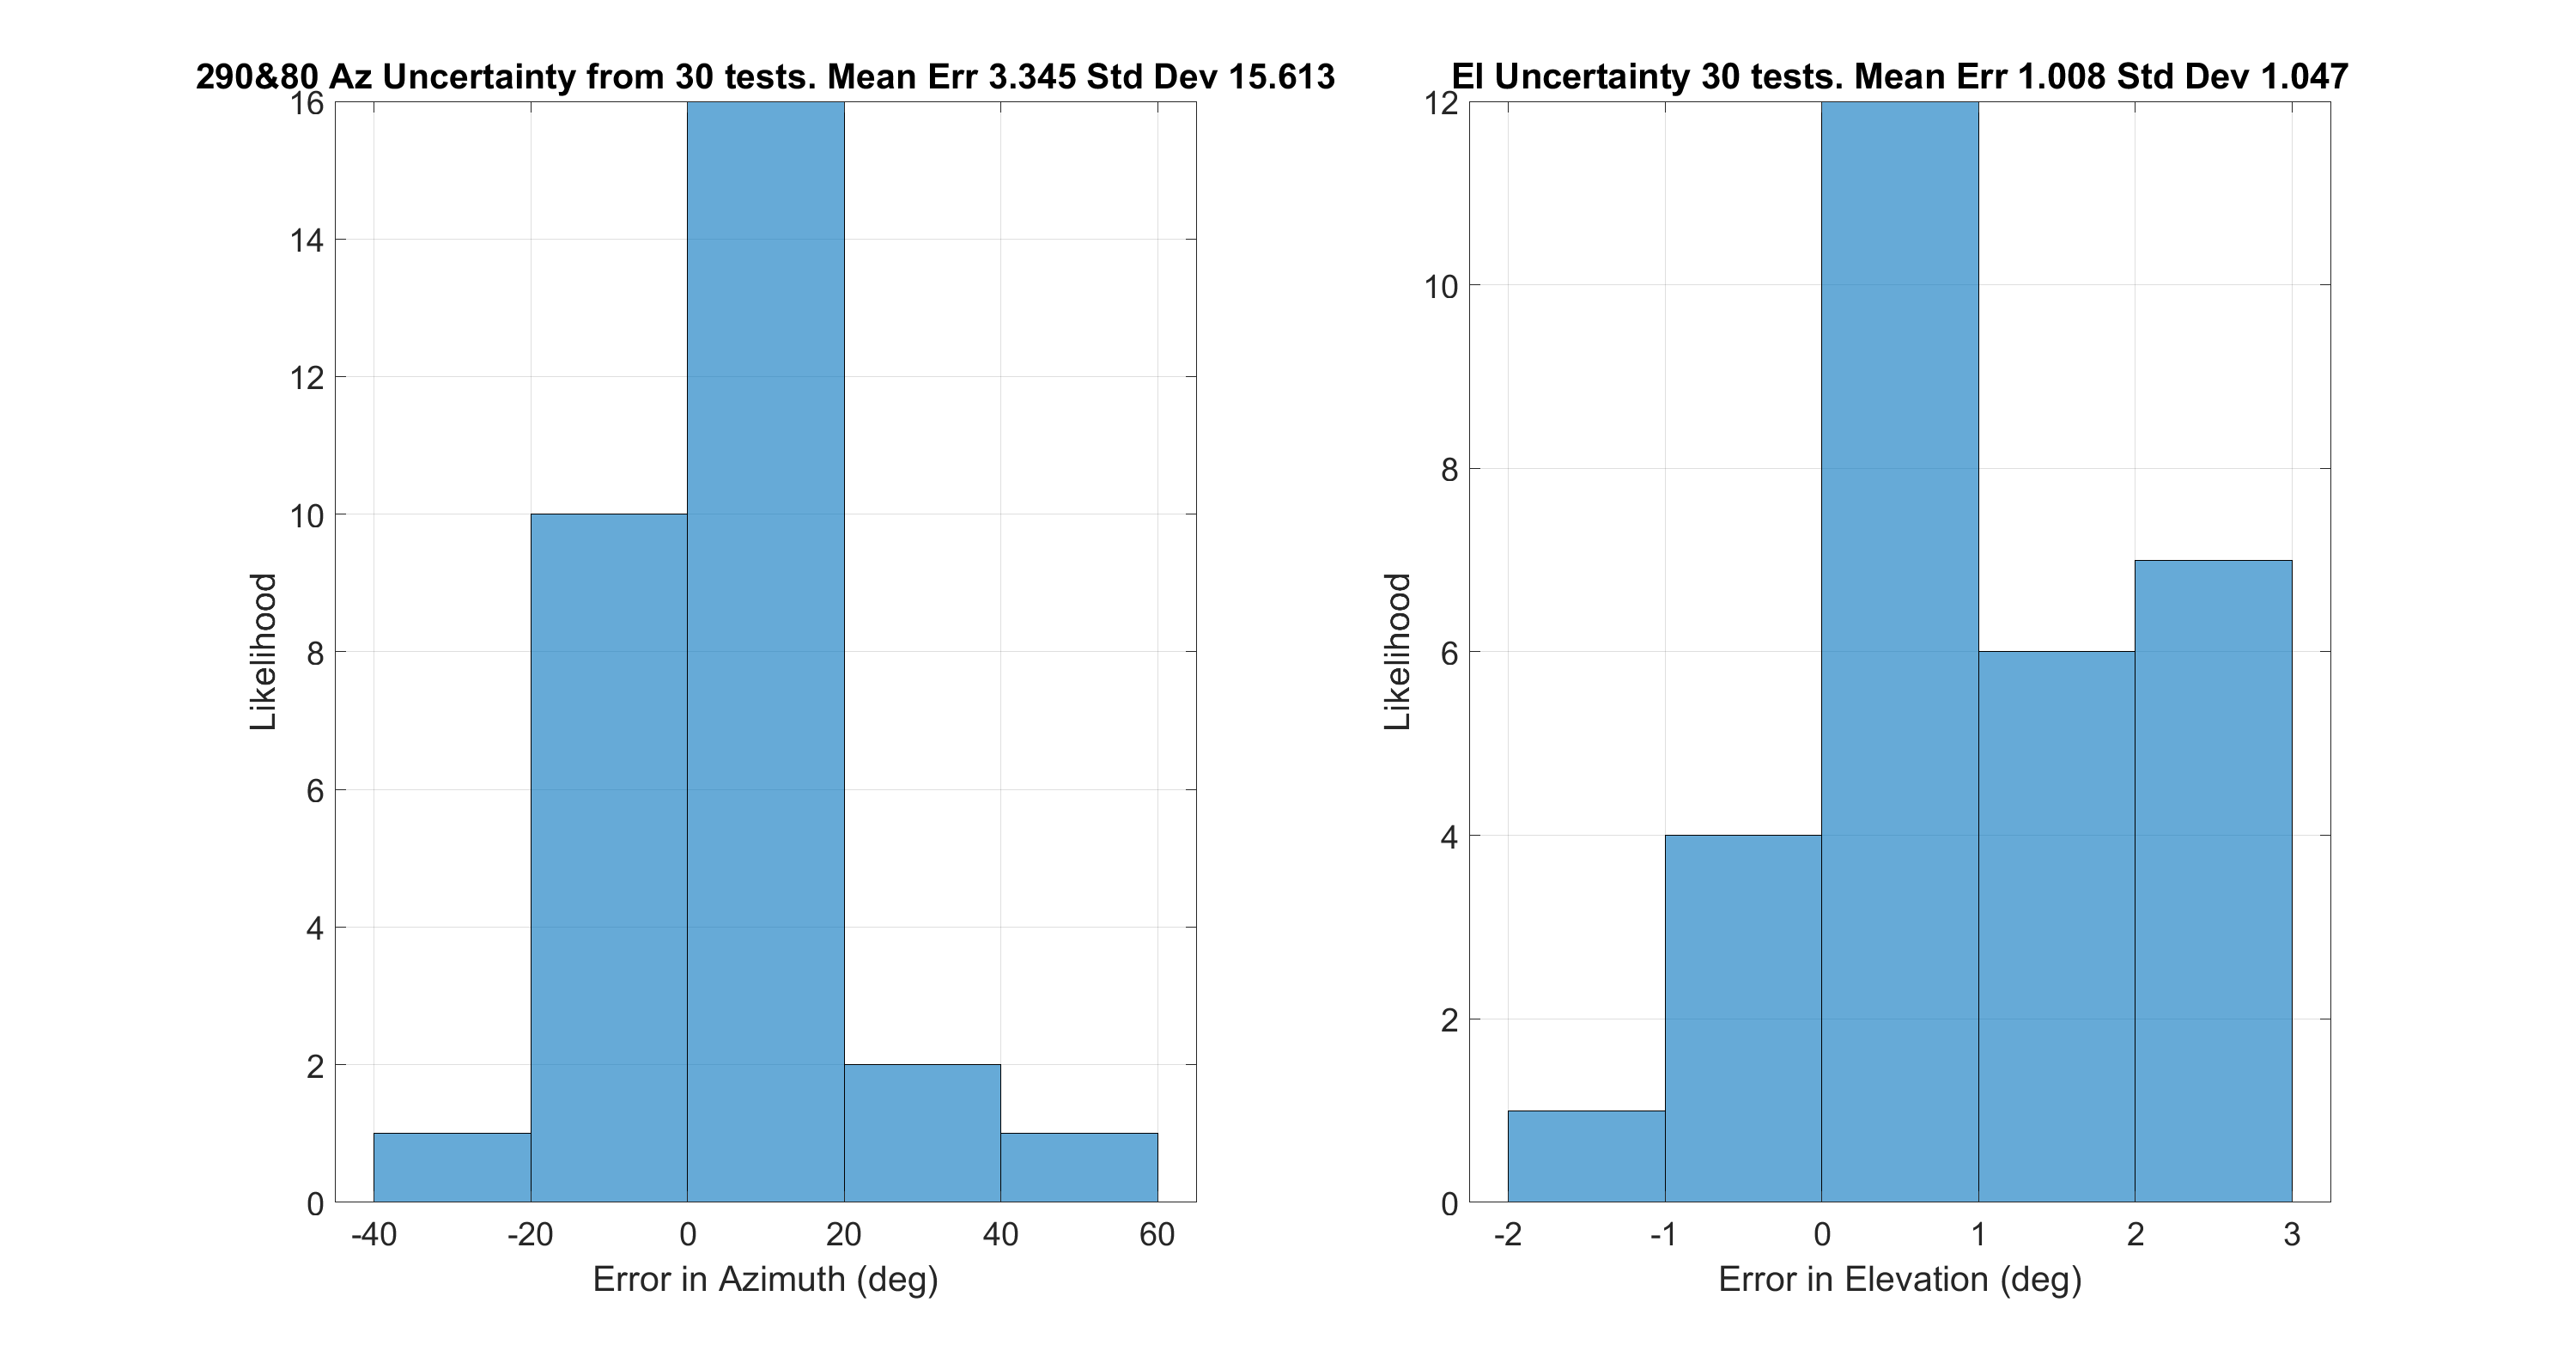 290&80 Az Uncertainty from 30 tests. Mean Err 3.345 Std Dev 15.613
16
14
12
10
8
6
4
2
0
Likelihood
-40 -20 0 20 40 60
Error in Azimuth (deg)
El Uncertainty 30 tests. Mean Err 1.008 Std Dev 1.047
12
10
8
6
4
2
0
Likelihood
-2 -1 0 1 2 3
Error in Elevation (deg)